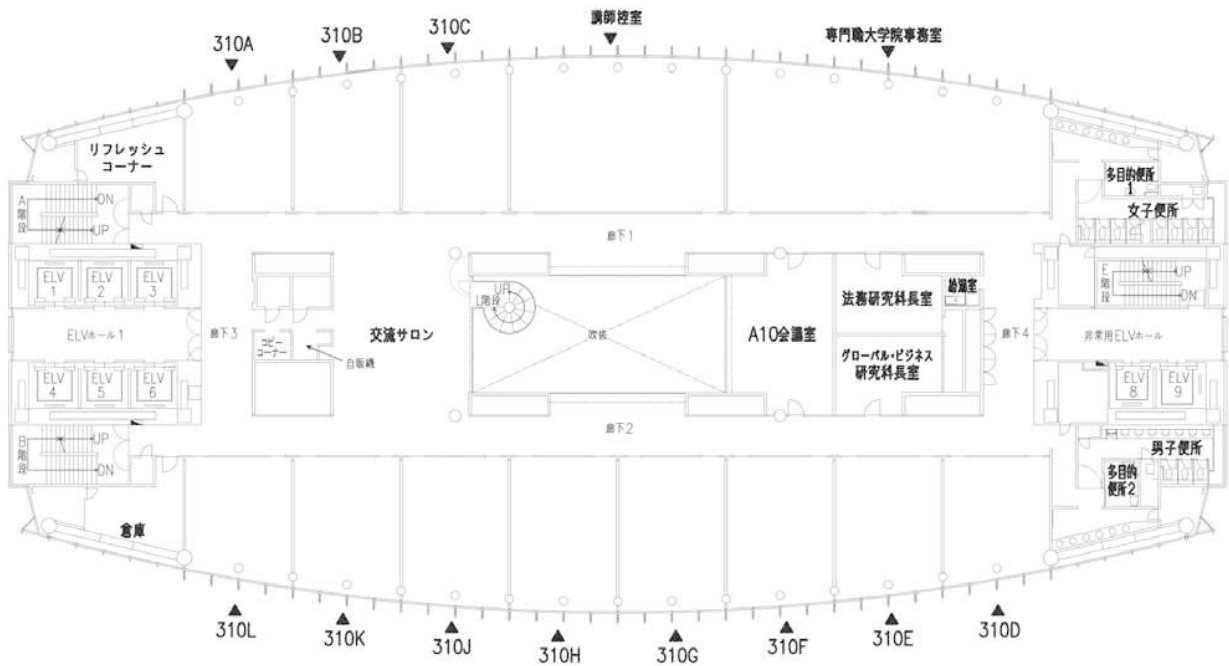 310A
310B
310C
講師控室
専門職大学院事務室
リフレッシュ
コーナー
多目的便所
1
女子便所
A
階
段
DN
UP
廊下1
ELV
1
ELV
2
ELV
3
UP
L階段
法務研究科長室
給湯室
E
階
段
UP
DN
ELVホール1
廊下3
コピー
コーナー
自販機
交流サロン
吹抜
A10会議室
グローバル・ビジネス
研究科長室
廊下4
非常用ELVホール
ELV
4
ELV
5
ELV
6
ELV
8
ELV
9
廊下2
B
階
段
UP
DN
男子便所
多目的
便所2
倉庫
310L
310K
310J
310H
310G
310F
310E
310D